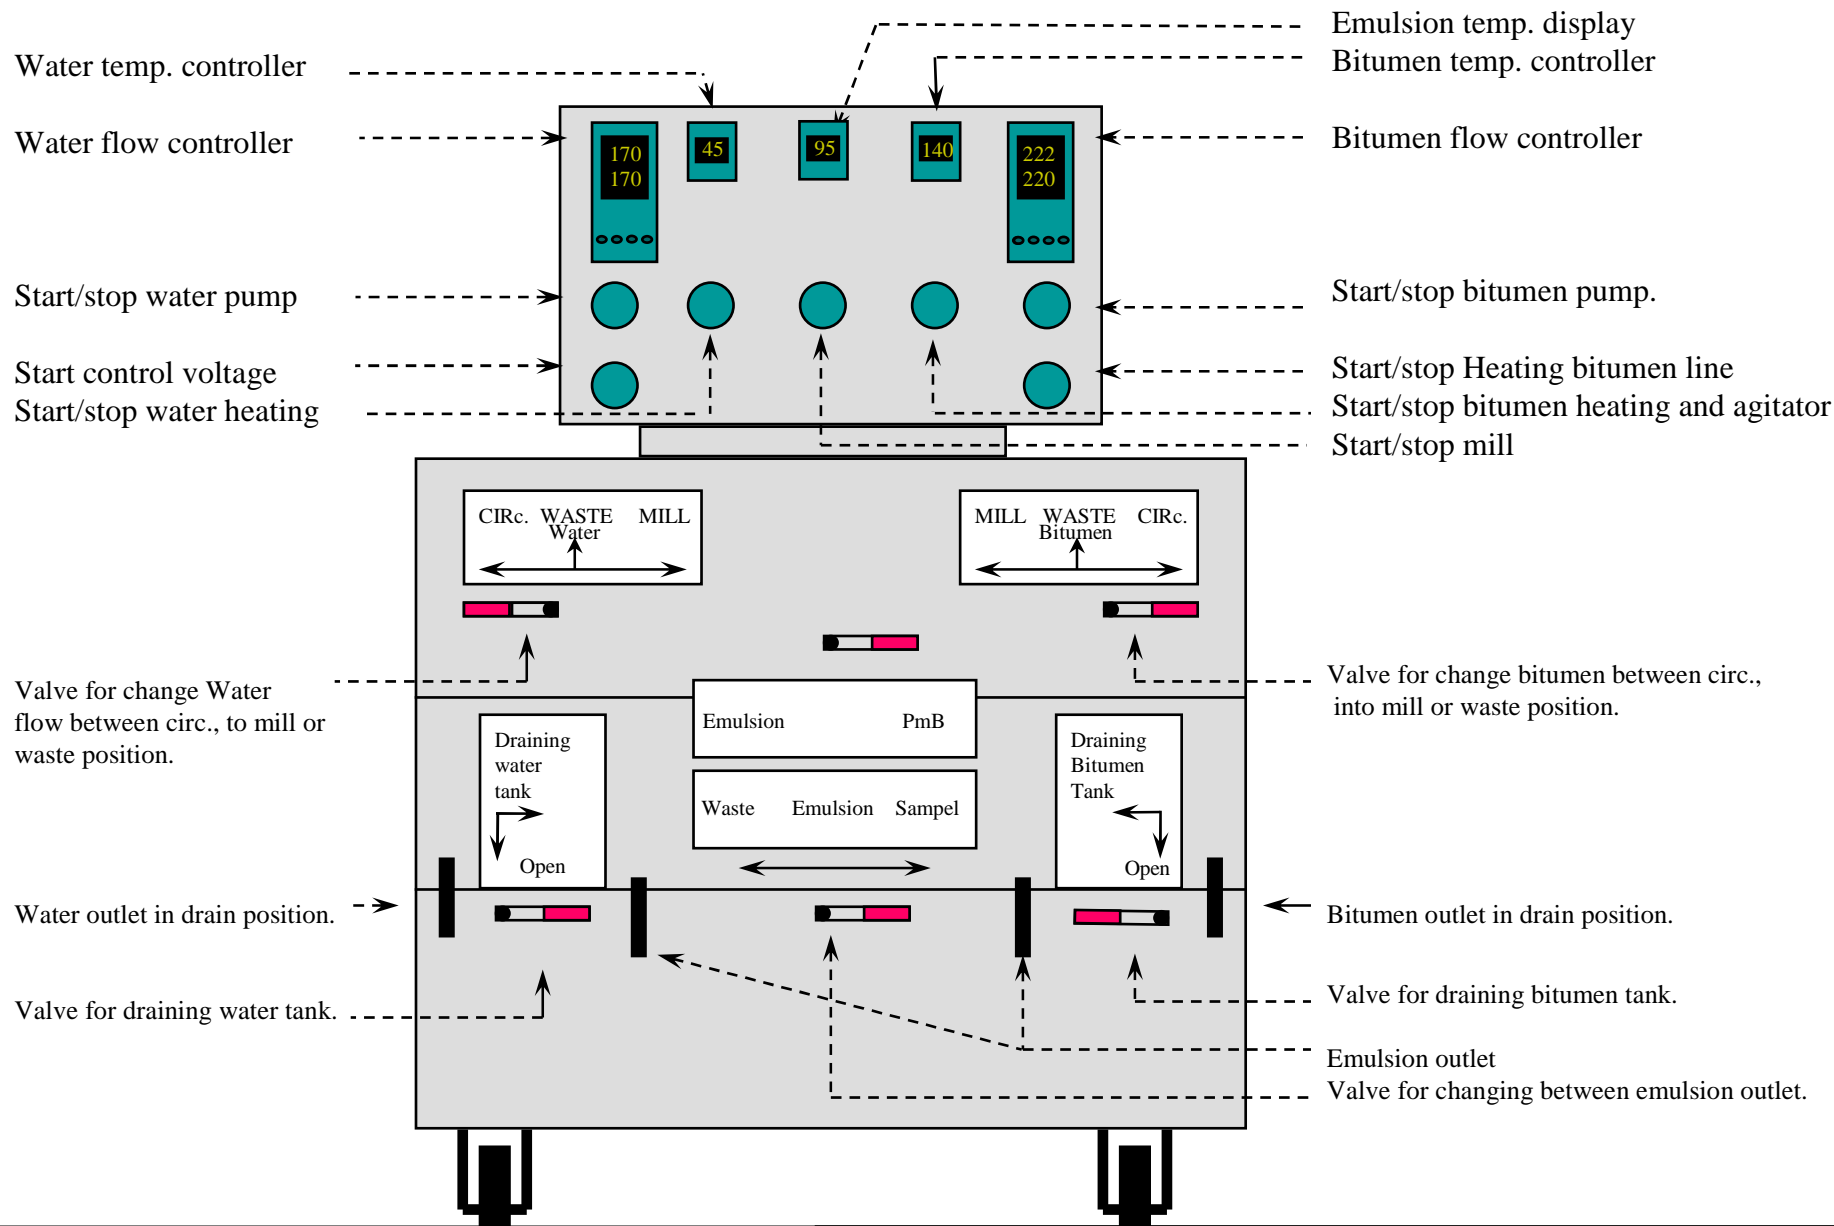 Emulsion temp. display
Water temp. controller
Bitumen temp. controller
Water flow controller
Bitumen flow controller
170
170
45
95
140
222
220
Start/stop water pump
Start/stop bitumen pump.
Start control voltage
Start/stop Heating bitumen line
Start/stop water heating
Start/stop bitumen heating and agitator
Start/stop mill
CIRc. WASTE MILL
Water
MILL WASTE CIRc.
Bitumen
Valve for change Water
flow between circ., to mill or
waste position.
Valve for change bitumen between circ.,
into mill or waste position.
Emulsion PmB
Draining
water
tank
Open
Waste Emulsion Sampel
Draining
Bitumen
Tank
Open
Water outlet in drain position.
Bitumen outlet in drain position.
Valve for draining water tank.
Valve for draining bitumen tank.
Emulsion outlet
Valve for changing between emulsion outlet.